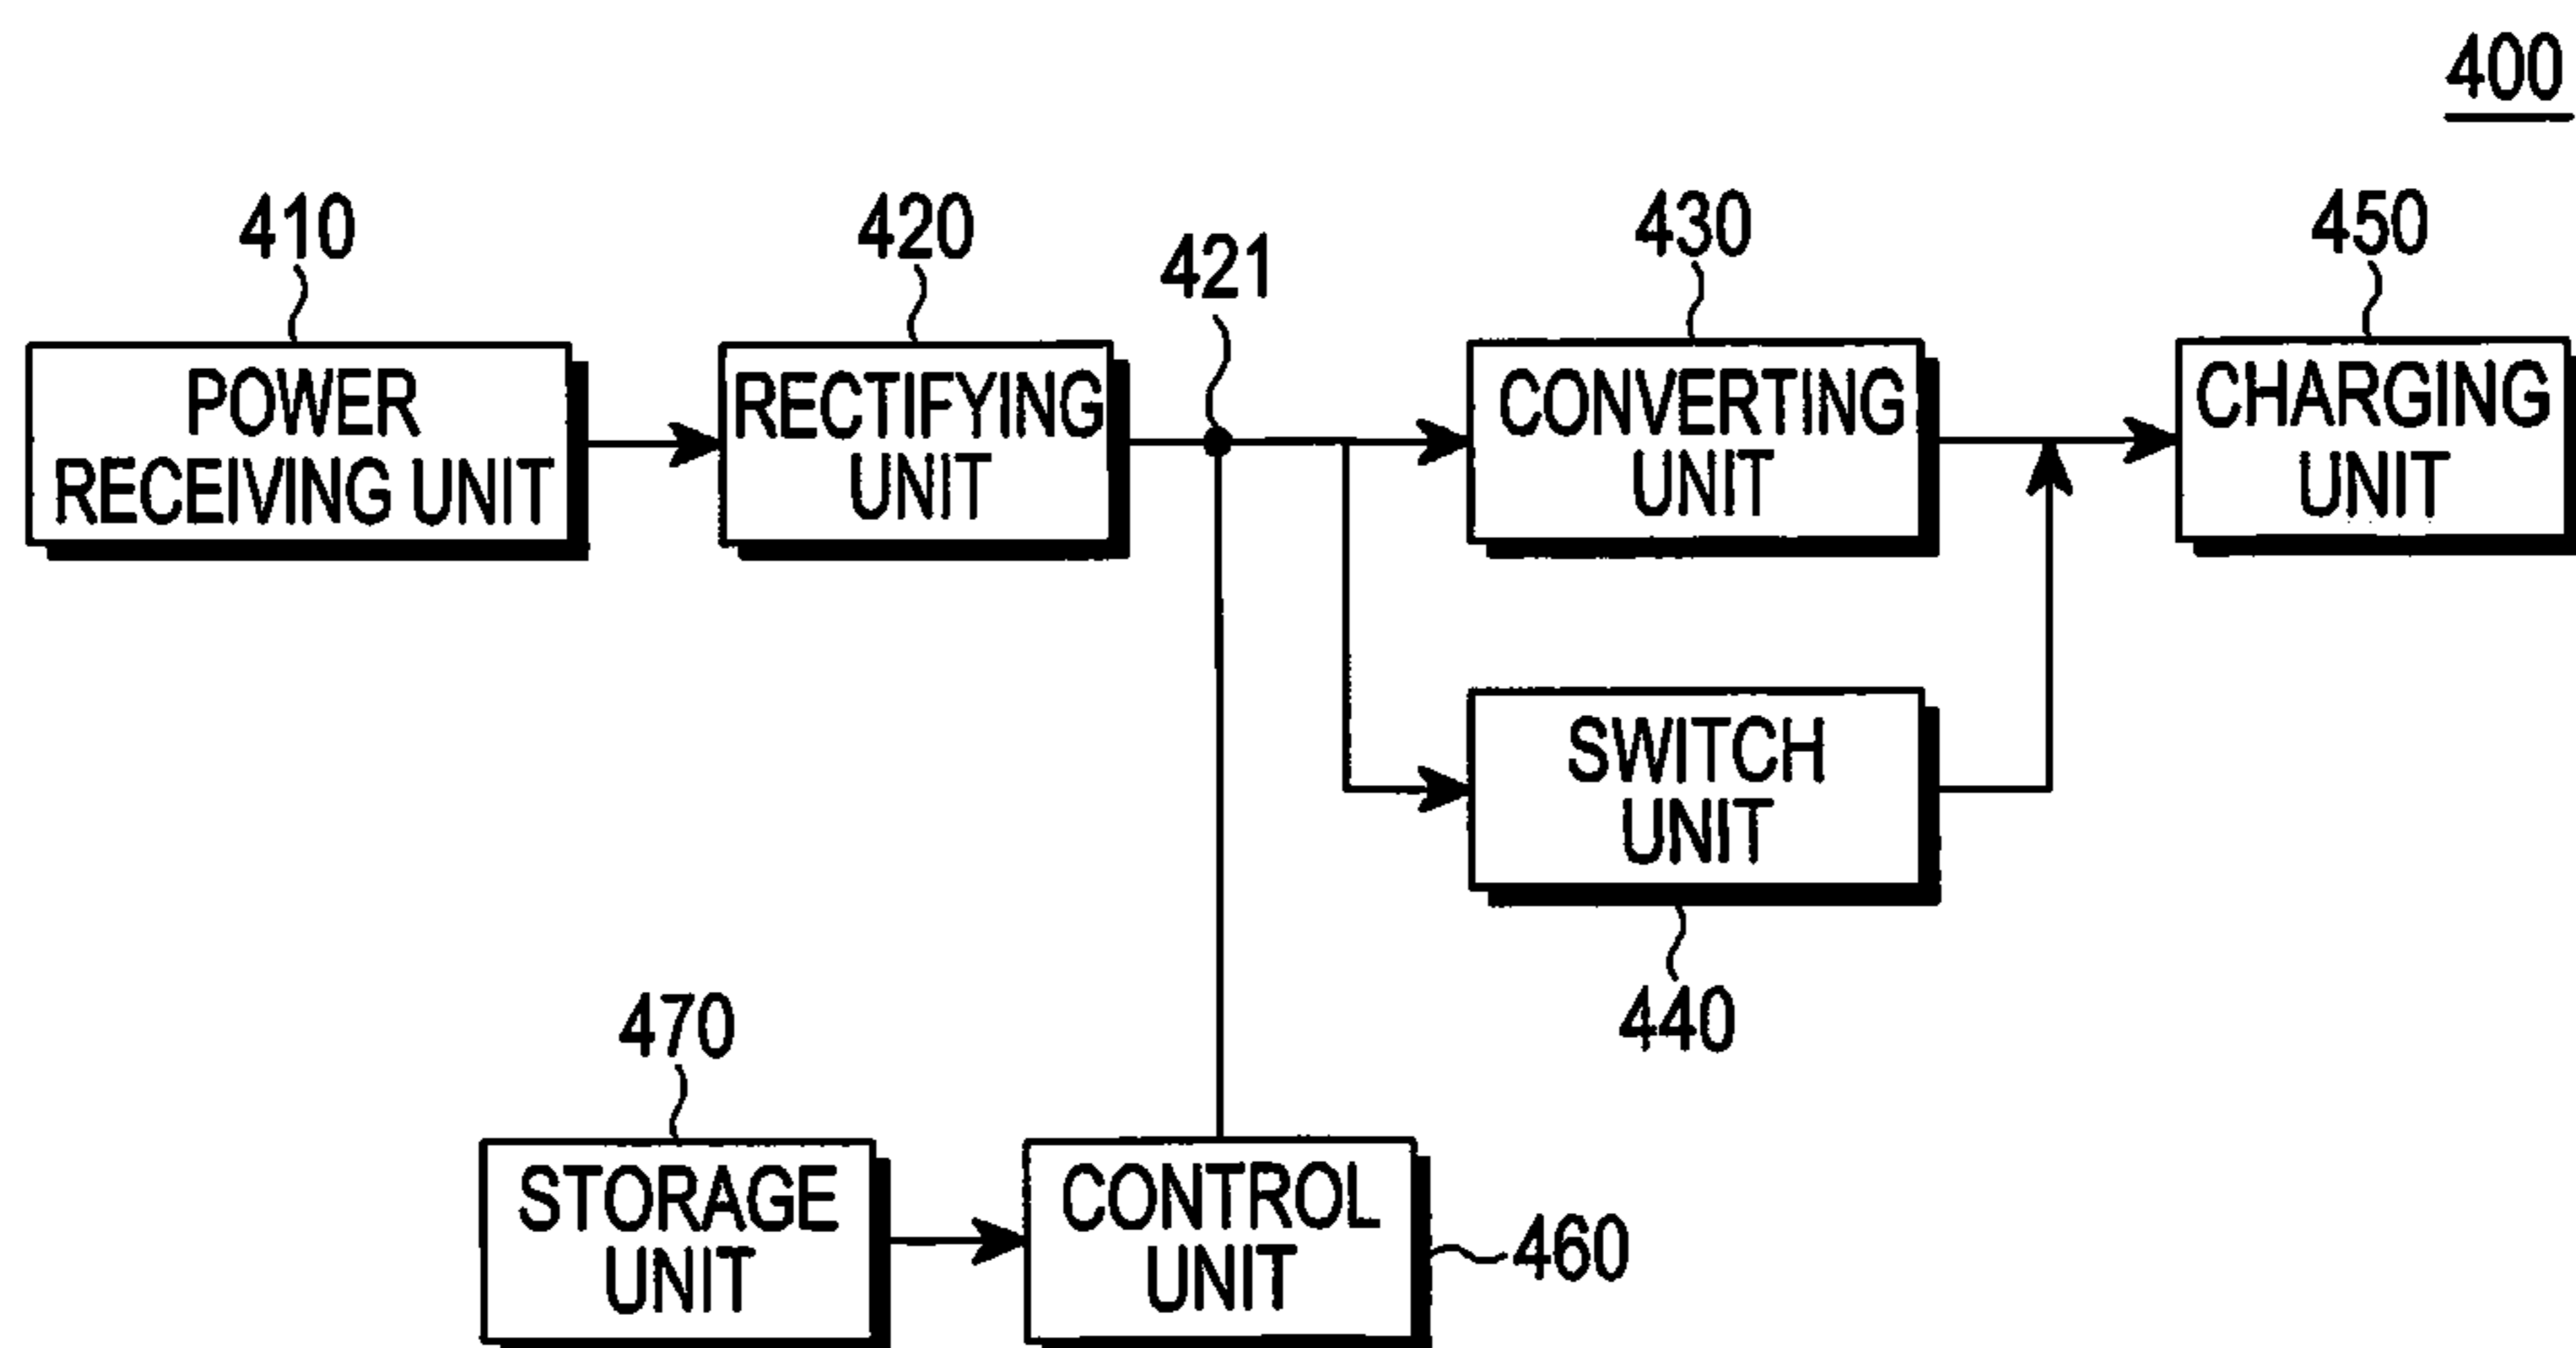 400
410
420
421
430
450
POWER
RECEIVING UNIT
RECTIFYING
UNIT
CONVERTING
UNIT
CHARGING
UNIT
SWITCH
UNIT
440
470
STORAGE
UNIT
CONTROL
UNIT
460